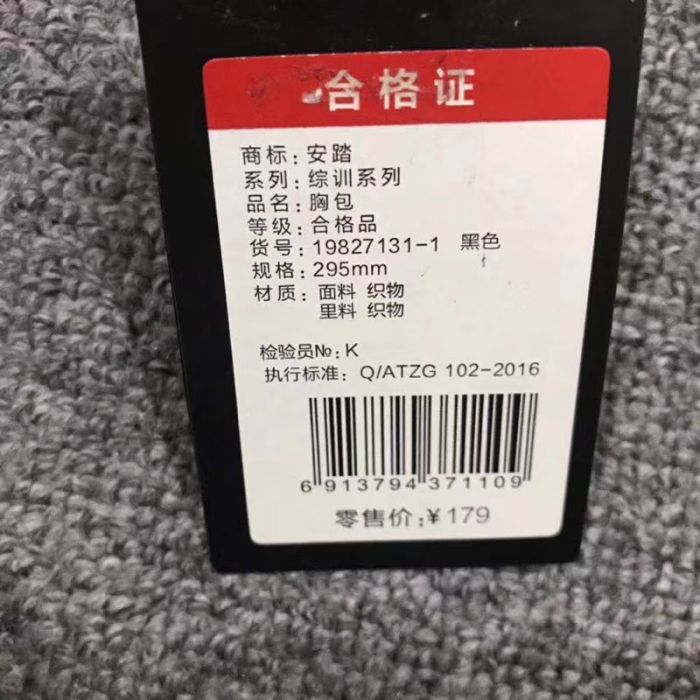 合格证
商标:安踏
系列:综训系列
品名:胸包
等级:合格品
货号:19827131-1 黑色
规格:295mm
材质:面料 织物
里料 织物
检验员№:K
执行标准: Q/ATZG 102-2016
6 913794 371109
零售价:¥179